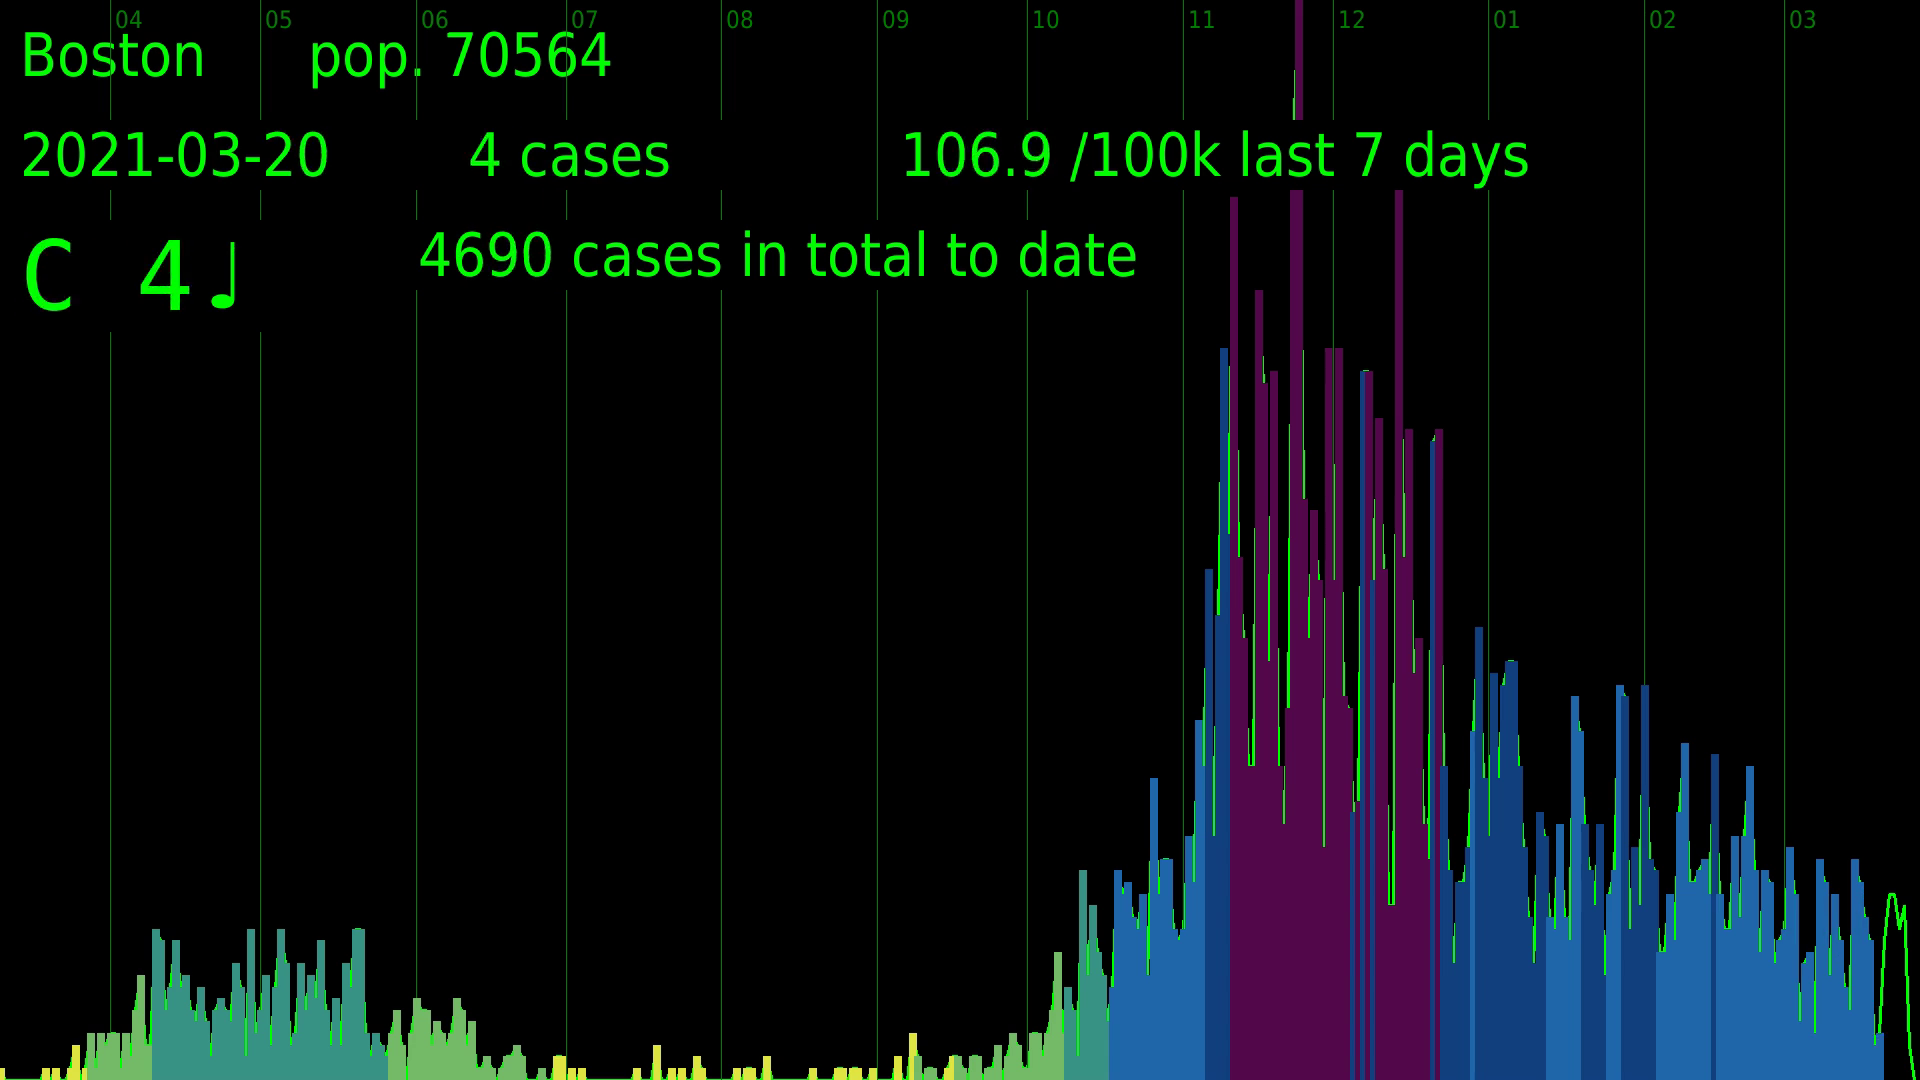 04 05 06 07 08 09 10 11 12 01 02 03
Boston pop. 70564
2021-03-20 4 cases 106.9 /100k last 7 days
C 4♩ 4690 cases in total to date